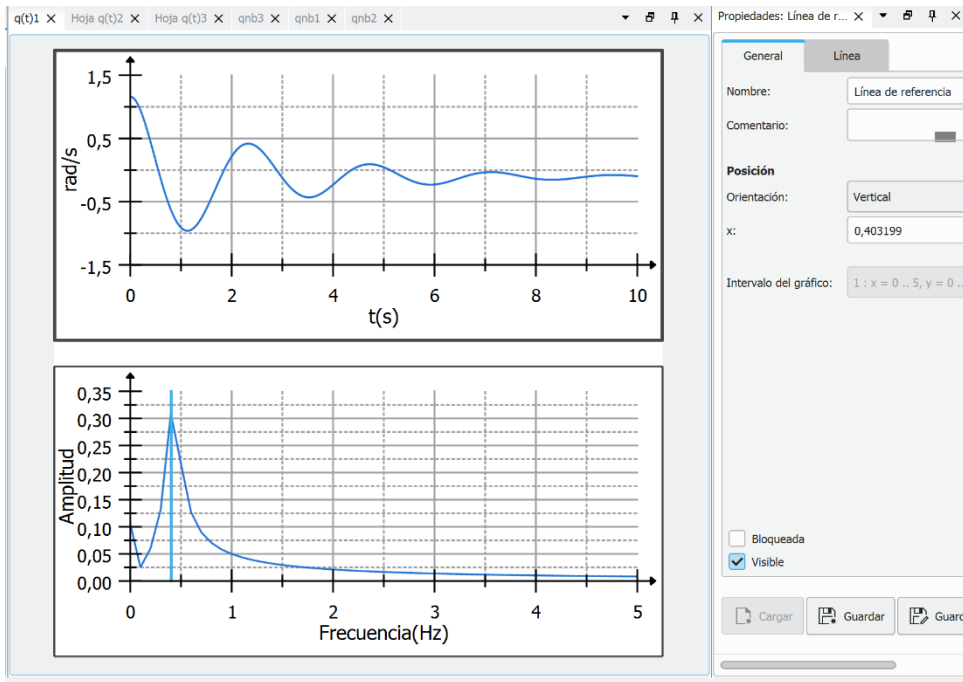 q(t)1 Hoja q(t)2 Hoja q(t)3 qnb3 qnb1 qnb2
1,5
0,5
-0,5
-1,5
rad/s
0 2 4 6 8 10
t(s)
0,35
0,30
0,25
0,20
0,15
0,10
0,05
0,00
Amplitud
0 1 2 3 4 5
Frecuencia(Hz)
Propiedades: Línea de r...
General Línea
Nombre: Línea de referencia
Comentario:
Posición
Orientación: Vertical
x: 0,403199
Intervalo del gráfico: 1 : x = 0 .. 5, y = 0 ..
Bloqueada
Visible
Cargar Guardar Guard